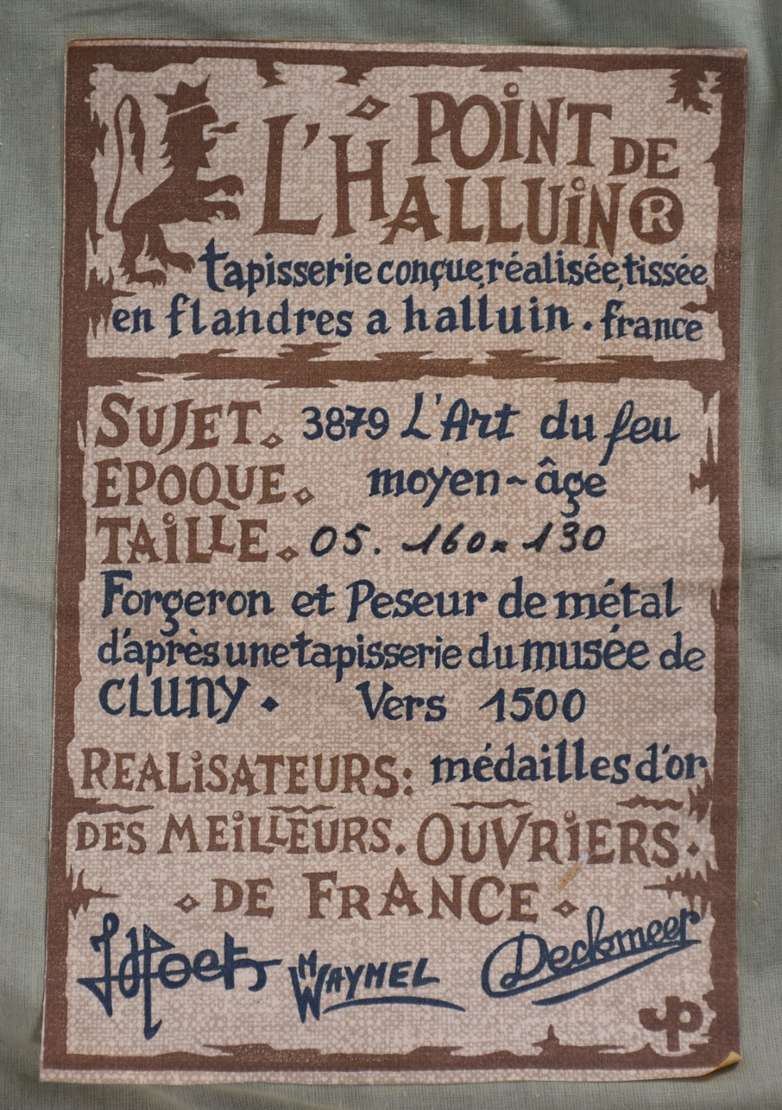 POINT DE
L'HALLUIN ®
tapisserie conçue, réalisée, tissée
en flandres a halluin . france
SUJET. 3879 L'Art du feu
EPOQUE. moyen-âge
TAILLE. 05. 160x130
Forgeron et Peseur de métal
d'après une tapisserie du musée de
CLUNY. Vers 1500
REALISATEURS: médailles d'or
DES MEILLEURS. OUVRIERS.
DE FRANCE
W WAYMEL Deckmeer
JP